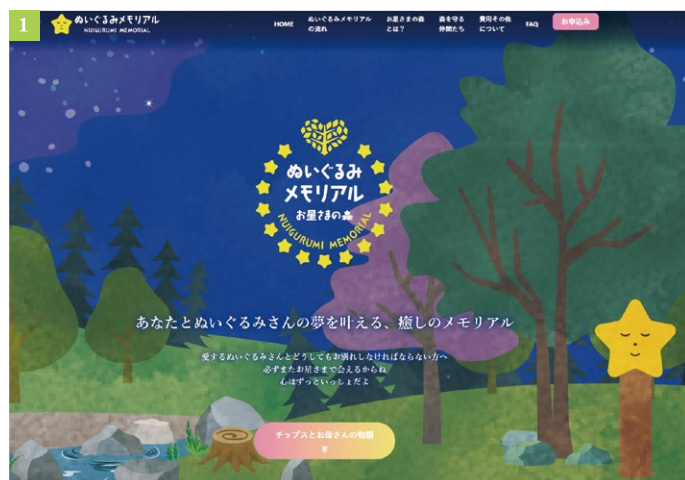 1
ぬいぐるみメモリアル
NUIGURUMI MEMORIAL
HOME
ぬいぐるみメモリアル
の流れ
お星さまの森
とは？
森を守る
仲間たち
費用その他
について
FAQ
お申込み
ぬいぐるみ
メモリアル
お星さまの森
NUIGURUMI MEMORIAL
あなたとぬいぐるみさんの夢を叶える、癒しのメモリアル
愛するぬいぐるみさんとどうしてもお別れしなければならない方へ
必ずまたお星さまで会えるからね
心はずっといっしょだよ
チップスとお母さんの物語